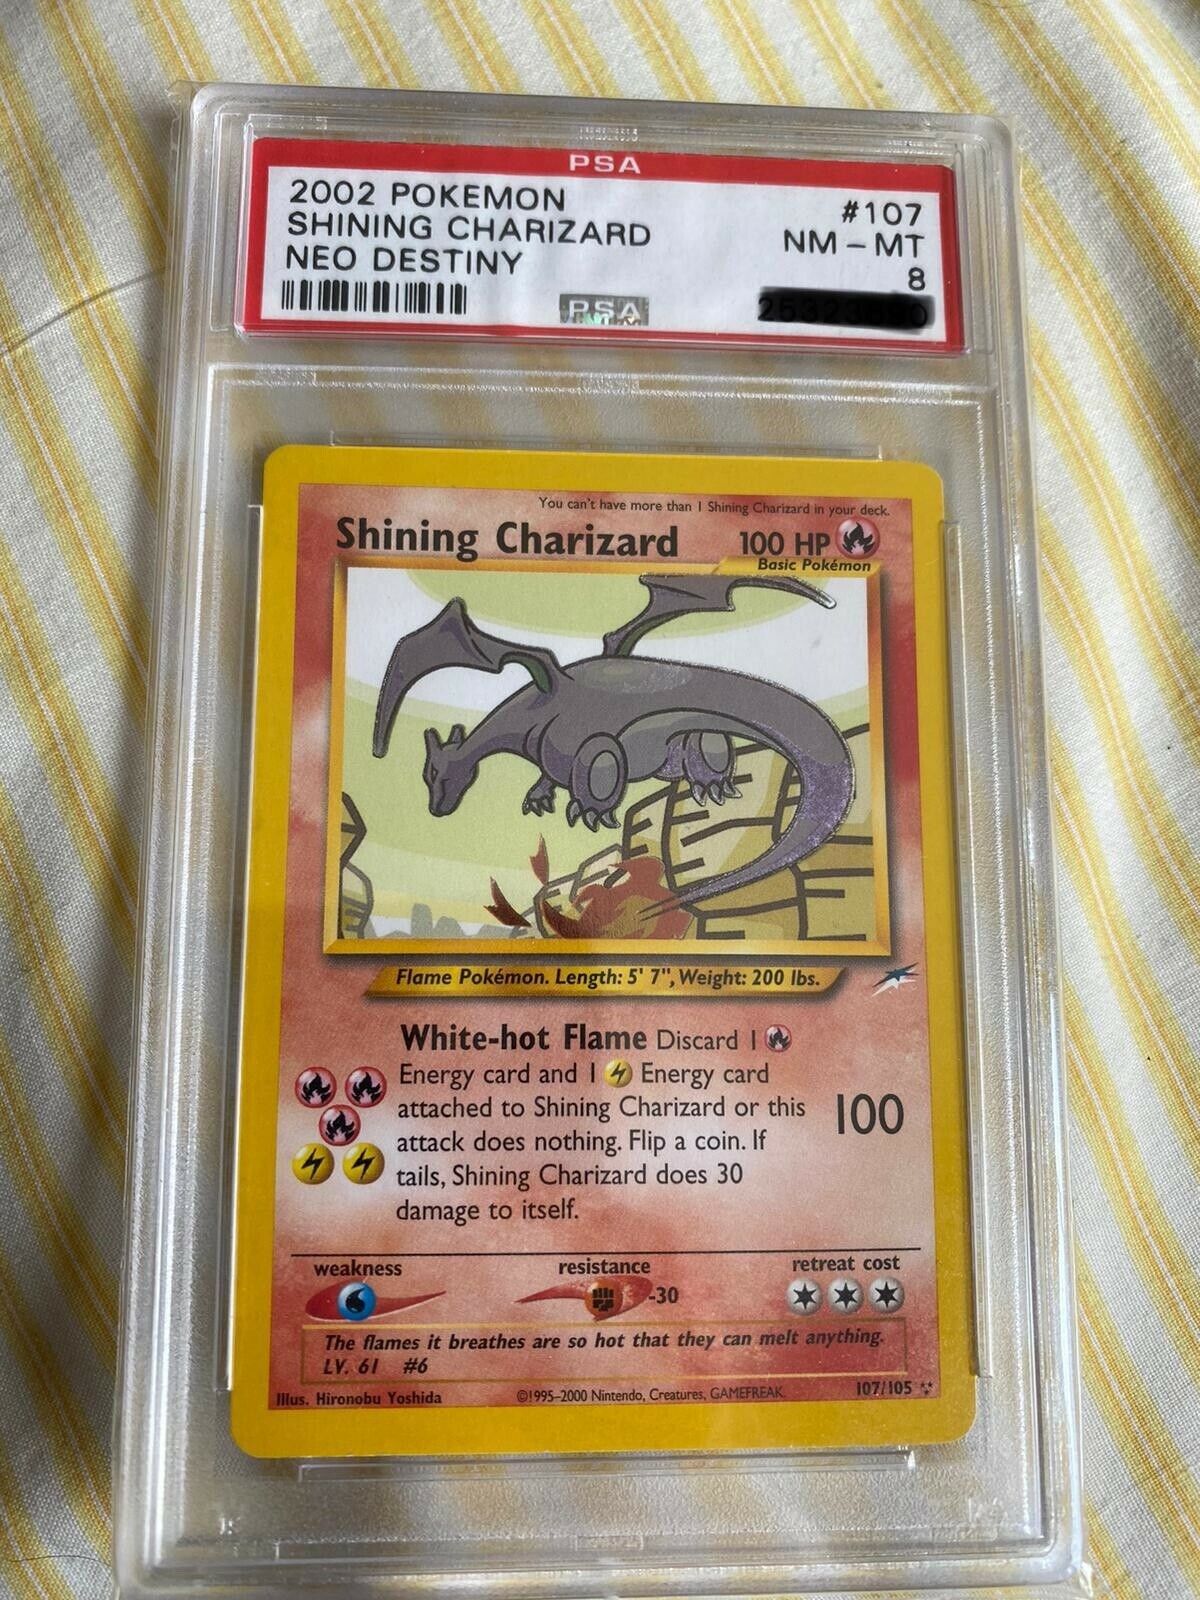 PSA
2002 POKEMON #107
SHINING CHARIZARD NM - MT
NEO DESTINY 8
PSA
You can't have more than 1 Shining Charizard in your deck.
Shining Charizard 100 HP
Basic Pokémon
Flame Pokémon. Length: 5' 7", Weight: 200 lbs.
White-hot Flame Discard 1
Energy card and 1 Energy card
attached to Shining Charizard or this
attack does nothing. Flip a coin. If
tails, Shining Charizard does 30
damage to itself.
100
weakness resistance retreat cost
-30
The flames it breathes are so hot that they can melt anything.
LV. 61 #6
Illus. Hironobu Yoshida ©1995-2000 Nintendo, Creatures, GAMEFREAK. 107/105